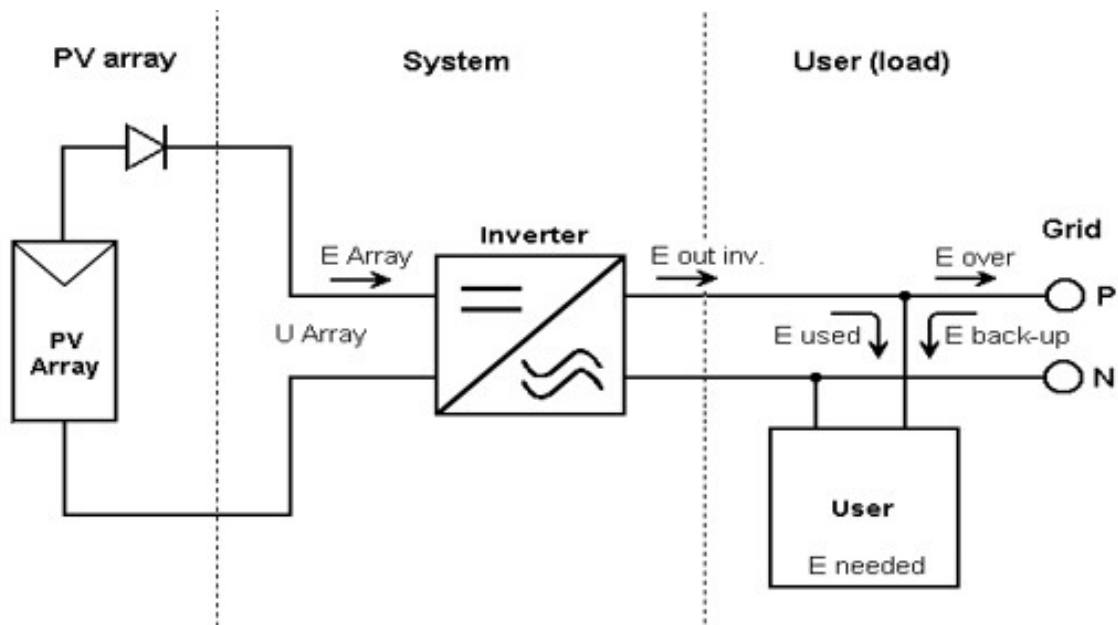 PV array
System
User (load)
Inverter
Grid
E Array
E out inv.
E over
P
U Array
E used
E back-up
PV
Array
N
User
E needed